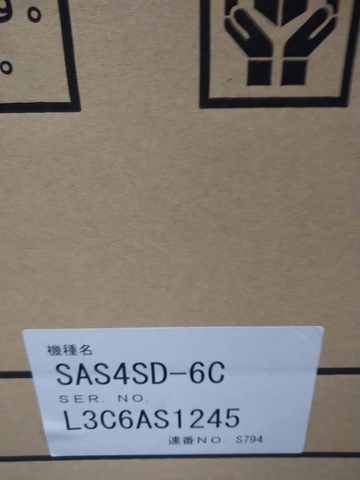 。
。
機種名
SAS4SD-6C
SER. NO.
L3C6AS1245
連番NO. S794